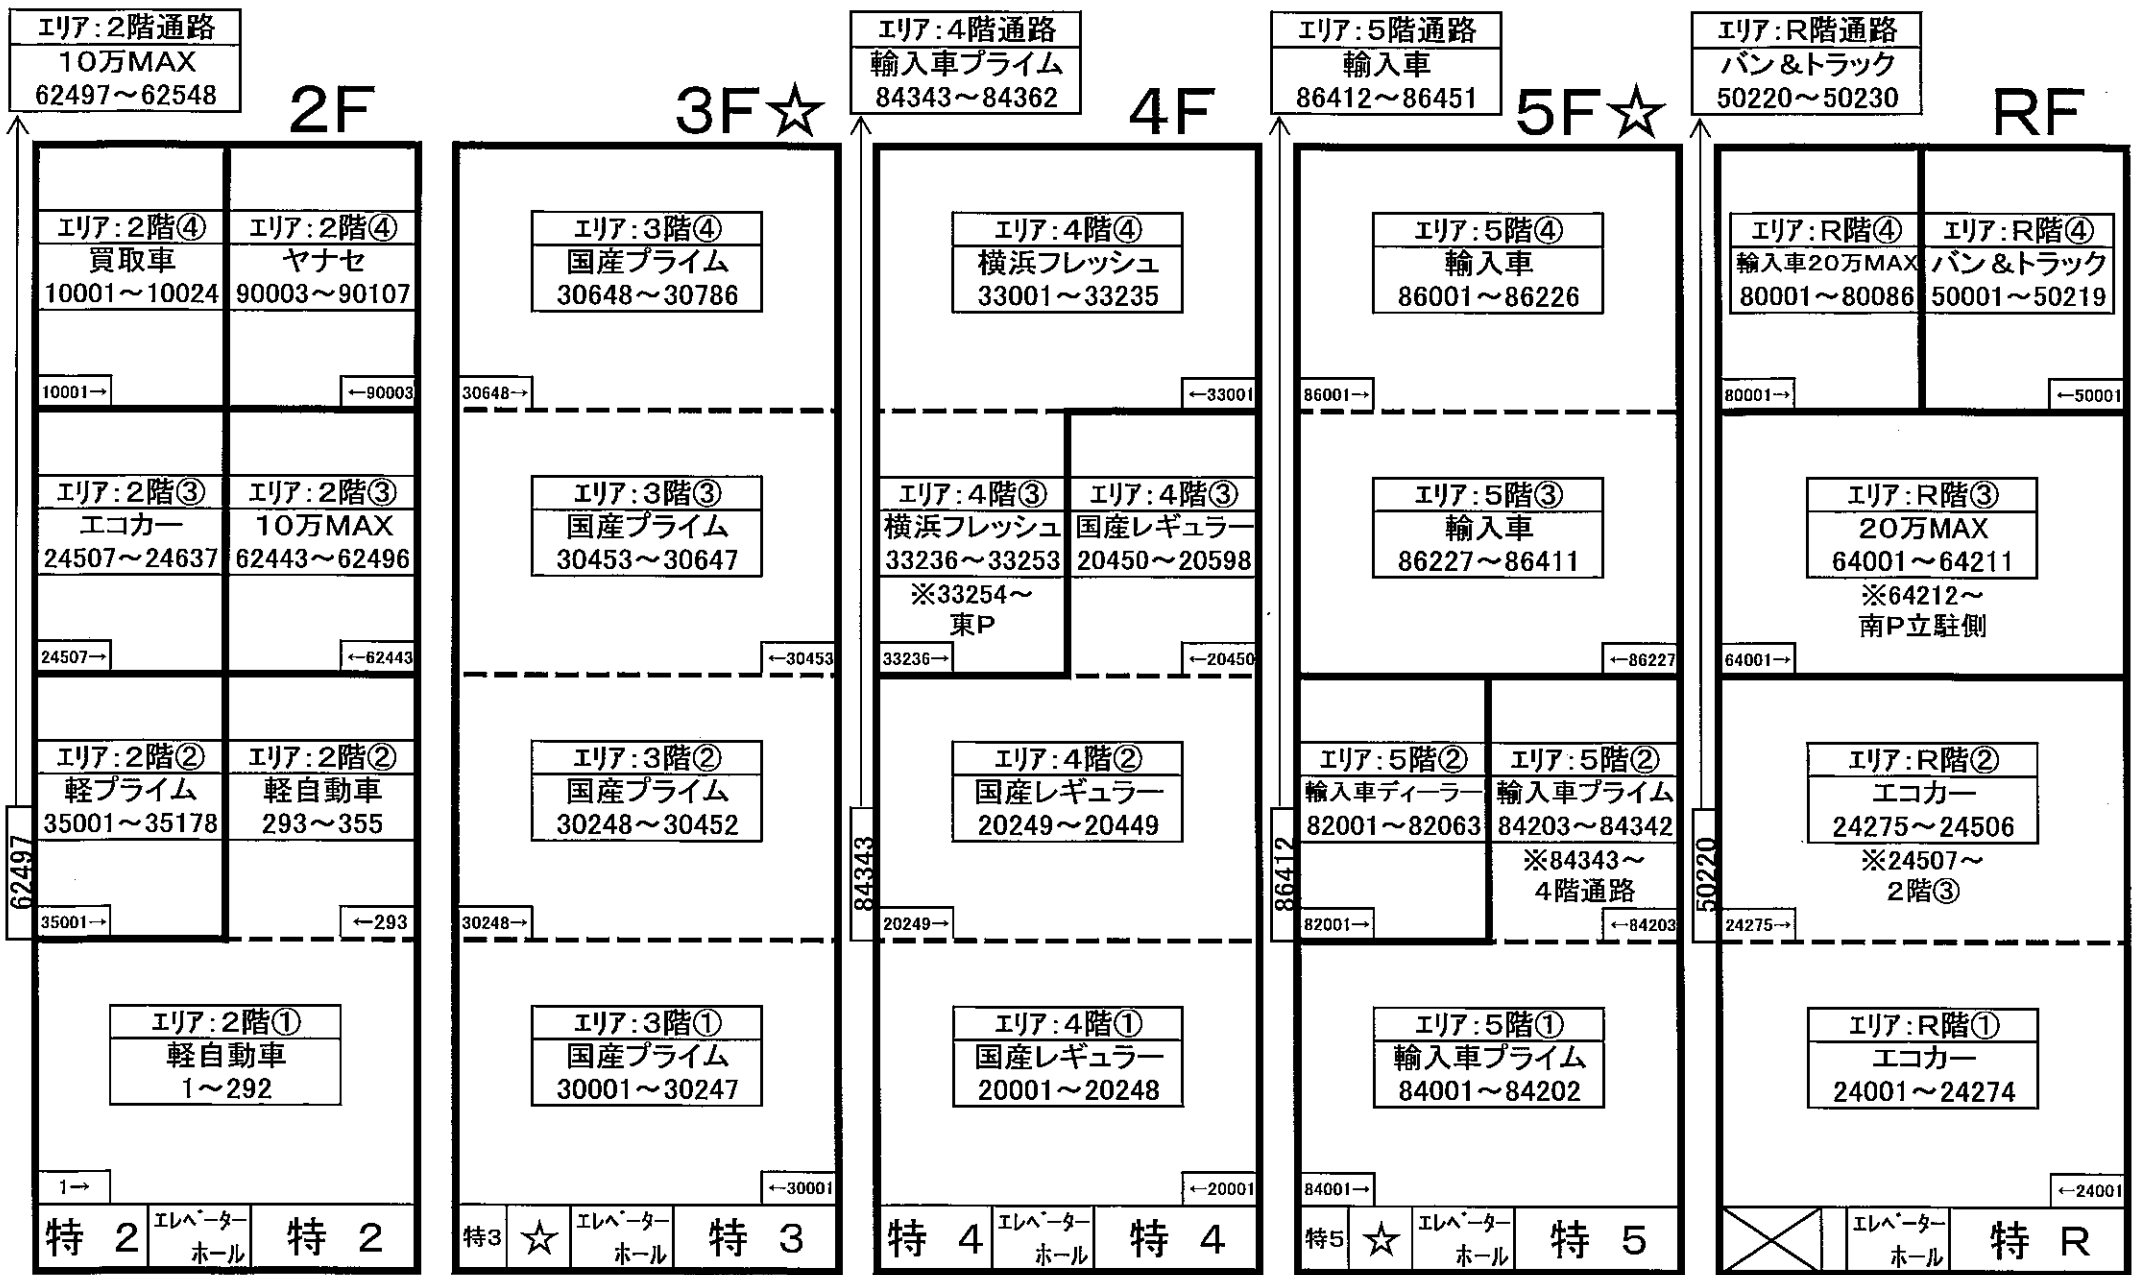 エリア:2階通路
10万MAX
62497～62548
2F
エリア:2階④
買取車
10001～10024
エリア:2階④
ヤナセ
90003～90107
10001→
←90003
エリア:2階③
エコカー
24507～24637
エリア:2階③
10万MAX
62443～62496
24507→
←62443
エリア:2階②
軽プライム
35001～35178
エリア:2階②
軽自動車
293～355
62497
35001→
←293
エリア:2階①
軽自動車
1～292
1→
特 2
エレベーター
ホール
特 2
3F☆
エリア:3階④
国産プライム
30648～30786
30648→
エリア:3階③
国産プライム
30453～30647
←30453
エリア:3階②
国産プライム
30248～30452
30248→
エリア:3階①
国産プライム
30001～30247
←30001
特3
☆
エレベーター
ホール
特 3
エリア:4階通路
輸入車プライム
84343～84362
4F
エリア:4階④
横浜フレッシュ
33001～33235
←33001
エリア:4階③
横浜フレッシュ
33236～33253
※33254～
東P
エリア:4階③
国産レギュラー
20450～20598
33236→
←20450
エリア:4階②
国産レギュラー
20249～20449
84343
20249→
エリア:4階①
国産レギュラー
20001～20248
←20001
特 4
エレベーター
ホール
特 4
エリア:5階通路
輸入車
86412～86451
5F☆
エリア:5階④
輸入車
86001～86226
86001→
エリア:5階③
輸入車
86227～86411
←86227
エリア:5階②
輸入車ディーラー
82001～82063
エリア:5階②
輸入車プライム
84203～84342
※84343～
4階通路
86412
82001→
←84203
エリア:5階①
輸入車プライム
84001～84202
84001→
特5
☆
エレベーター
ホール
特 5
エリア:R階通路
バン&トラック
50220～50230
RF
エリア:R階④
輸入車20万MAX
80001～80086
エリア:R階④
バン&トラック
50001～50219
80001→
←50001
エリア:R階③
20万MAX
64001～64211
※64212～
南P立駐側
64001→
エリア:R階②
エコカー
24275～24506
※24507～
2階③
50220
24275→
エリア:R階①
エコカー
24001～24274
←24001
エレベーター
ホール
特 R